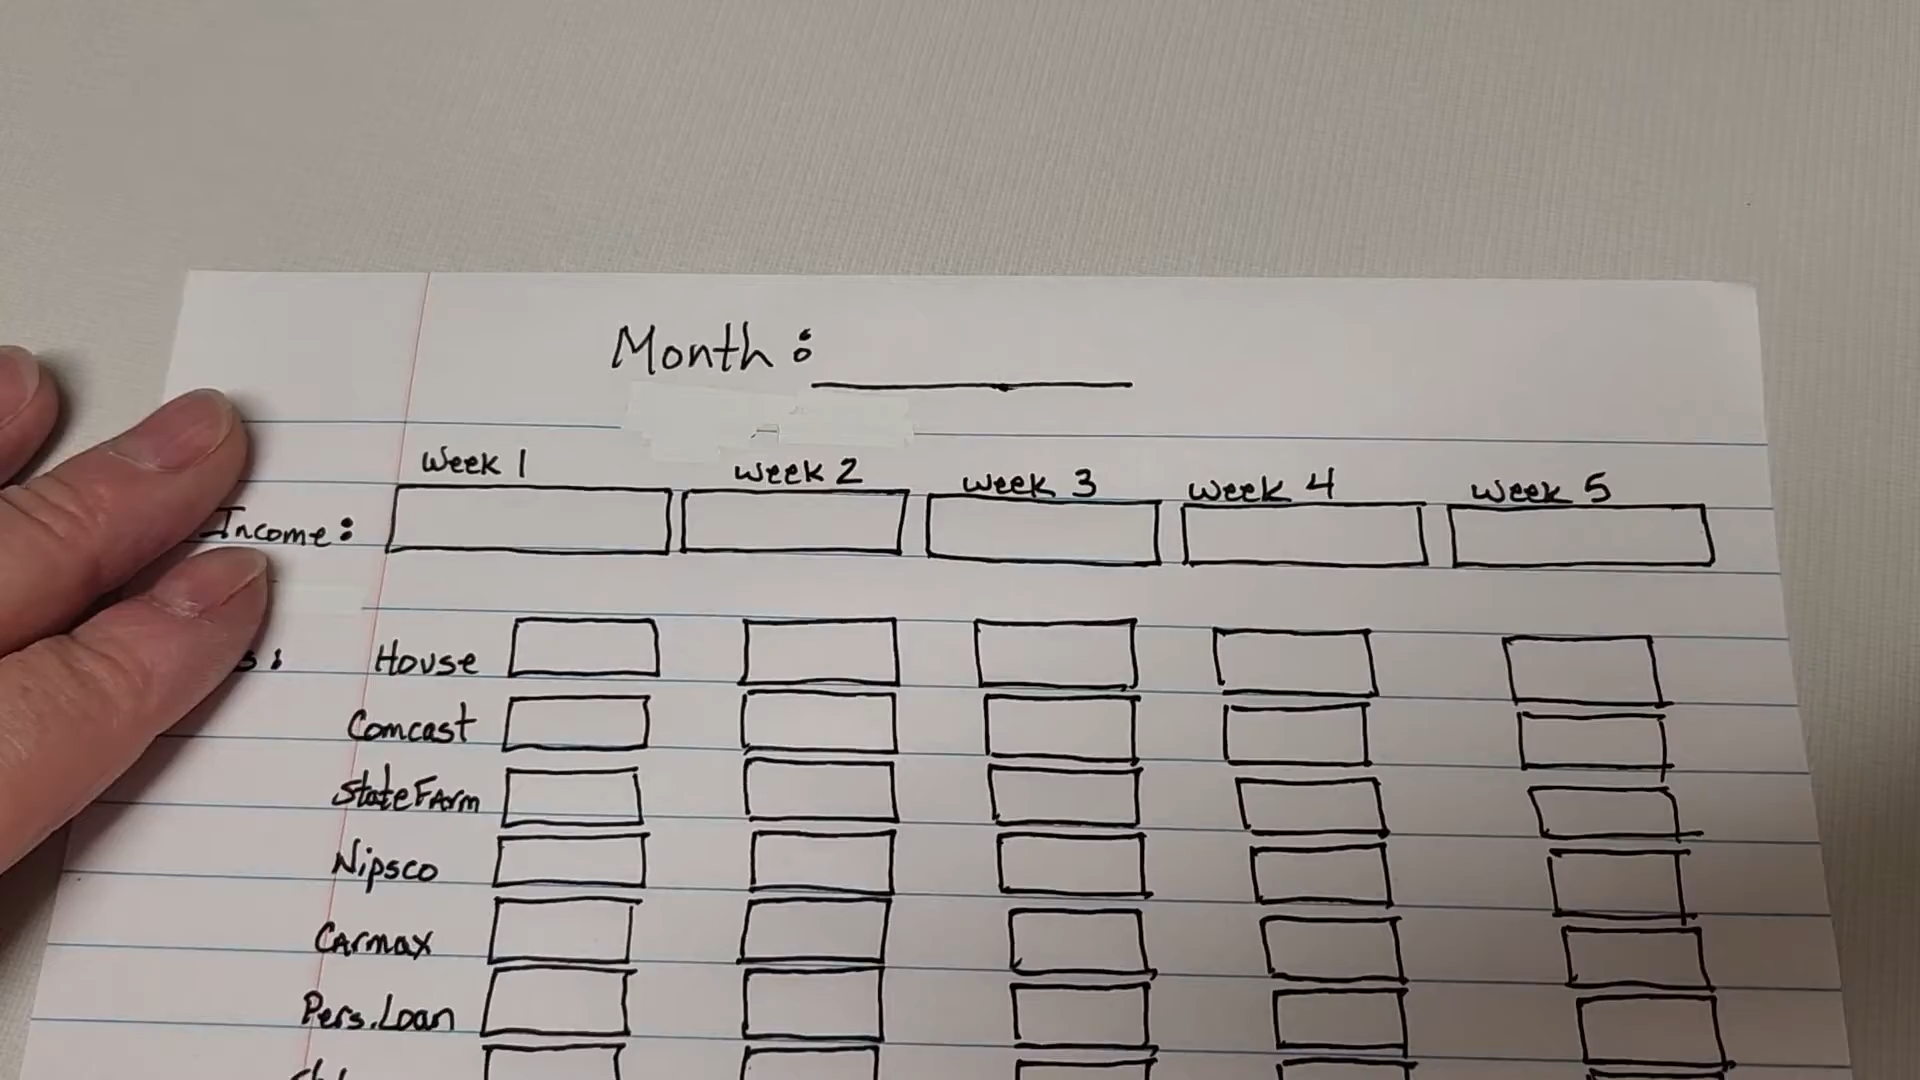 Month:
Week 1 Week 2 Week 3 Week 4 Week 5
Income:
House
Comcast
StateFarm
Nipsco
Carmax
Pers. Loan